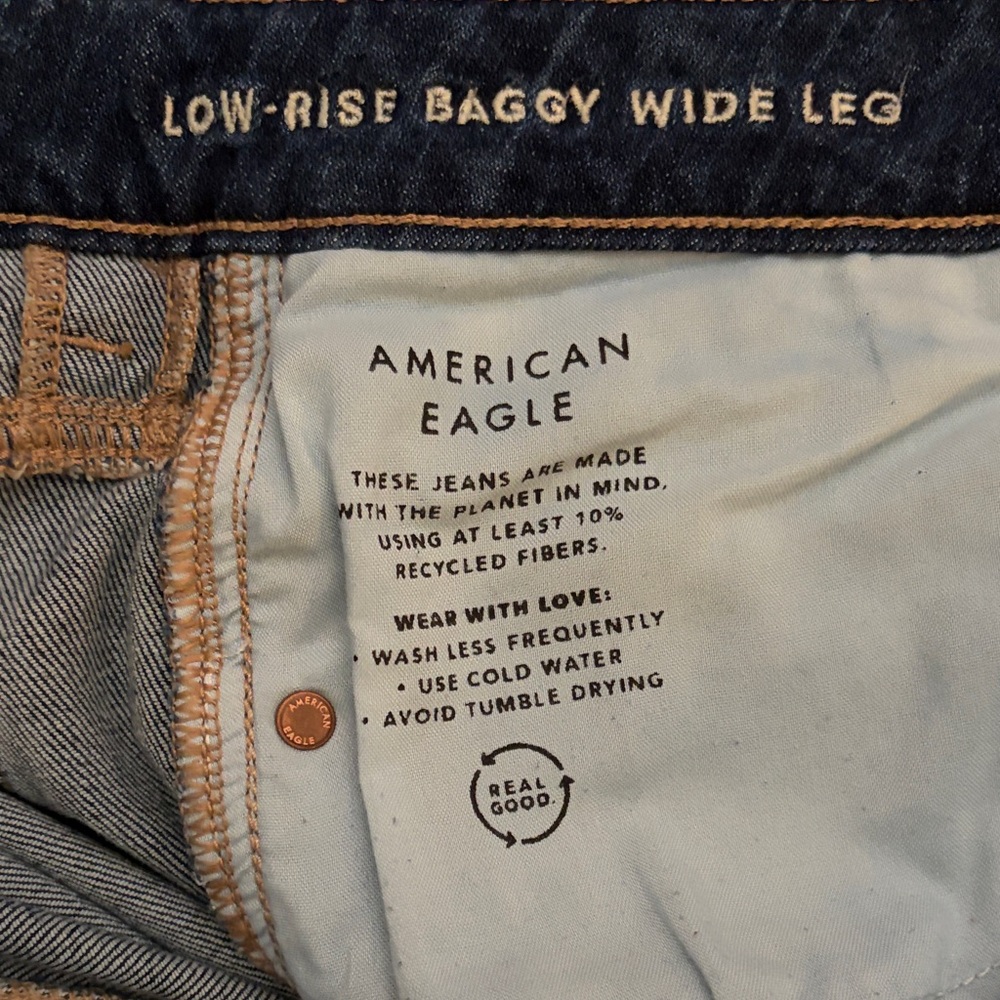 LOW-RISE BAGGY WIDE LEG
AMERICAN
EAGLE
THESE JEANS ARE MADE
WITH THE PLANET IN MIND,
USING AT LEAST 10%
RECYCLED FIBERS.
WEAR WITH LOVE:
• WASH LESS FREQUENTLY
• USE COLD WATER
• AVOID TUMBLE DRYING
AMERICAN
EAGLE
REAL
GOOD.